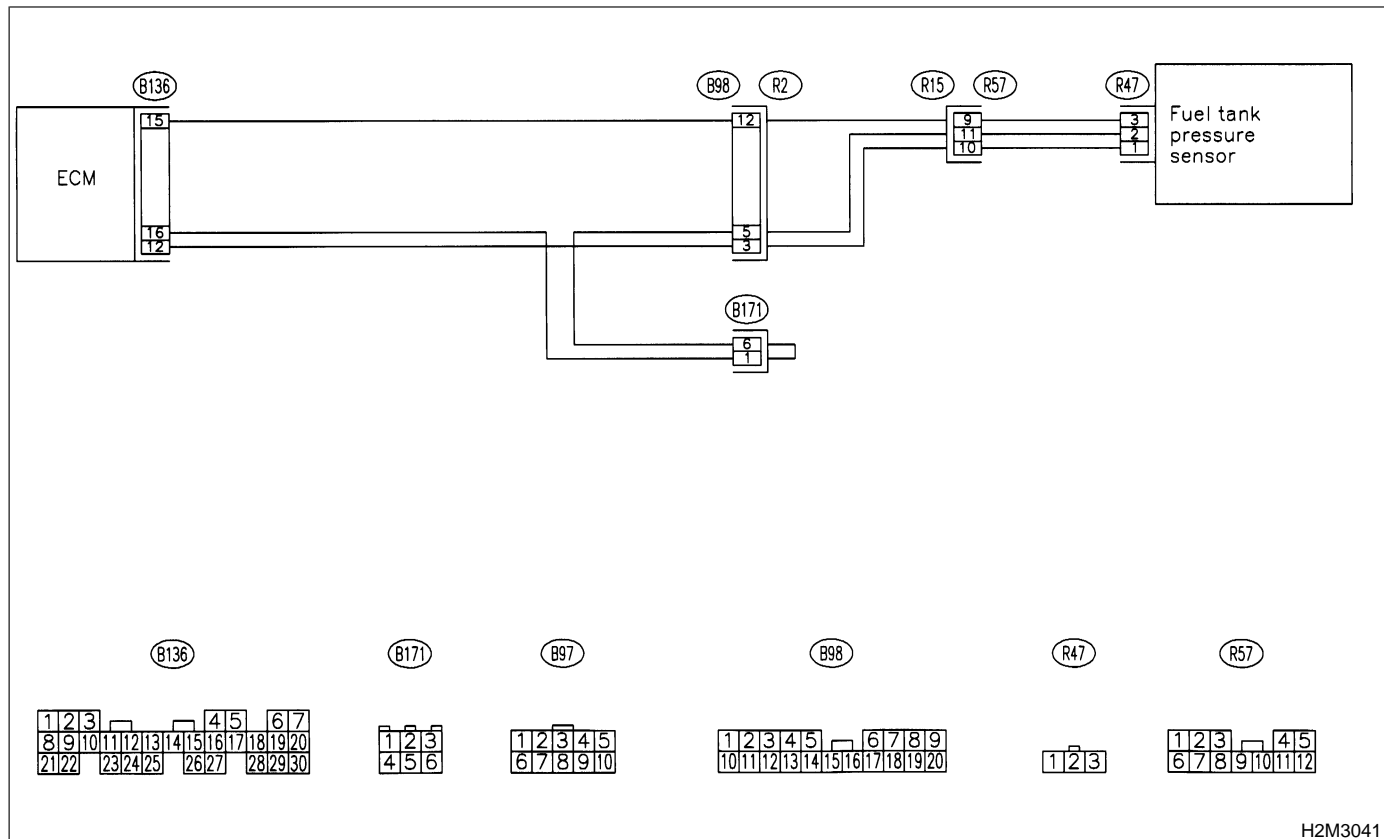 B136 B98 R2 R15 R57 R47
ECM
15
16
12
12
5
3
9
11
10
3
2
1
Fuel tank
pressure
sensor
B171
6
1
B136 B171 B97 B98 R47 R57
1 2 3 4 5 6 7
8 9 10 11 12 13 14 15 16 17 18 19 20
21 22 23 24 25 26 27 28 29 30
1 2 3
4 5 6
1 2 3 4 5
6 7 8 9 10
1 2 3 4 5 6 7 8 9
10 11 12 13 14 15 16 17 18 19 20
1 2 3
1 2 3 4 5
6 7 8 9 10 11 12
H2M3041